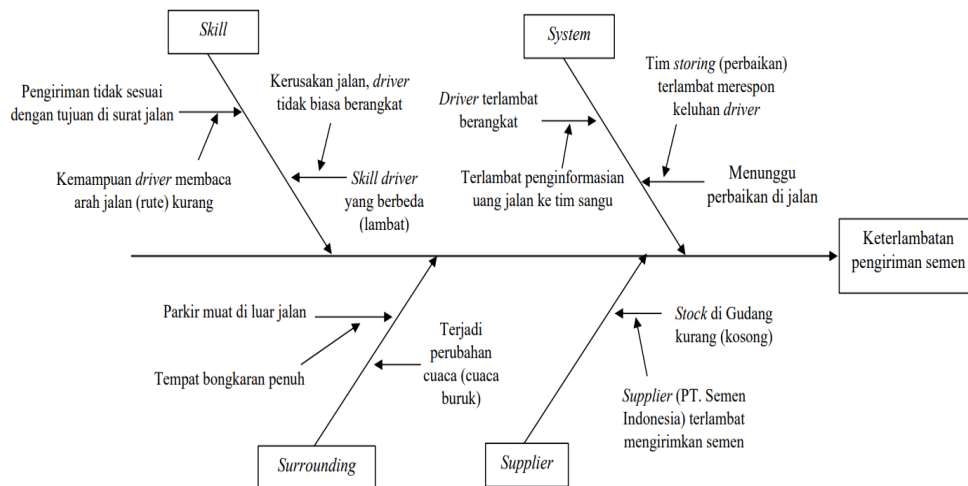 Skill
System
Pengiriman tidak sesuai
dengan tujuan di surat jalan
Kerusakan jalan, driver
tidak biasa berangkat
Kemampuan driver membaca
arah jalan (rute) kurang
Skill driver
yang berbeda
(lambat)
Driver terlambat
berangkat
Tim storing (perbaikan)
terlambat merespon
keluhan driver
Terlambat penginformasian
uang jalan ke tim sangu
Menunggu
perbaikan di jalan
Keterlambatan
pengiriman semen
Parkir muat di luar jalan
Tempat bongkaran penuh
Terjadi
perubahan
cuaca (cuaca
buruk)
Stock di Gudang
kurang (kosong)
Supplier (PT. Semen
Indonesia) terlambat
mengirimkan semen
Surrounding
Supplier